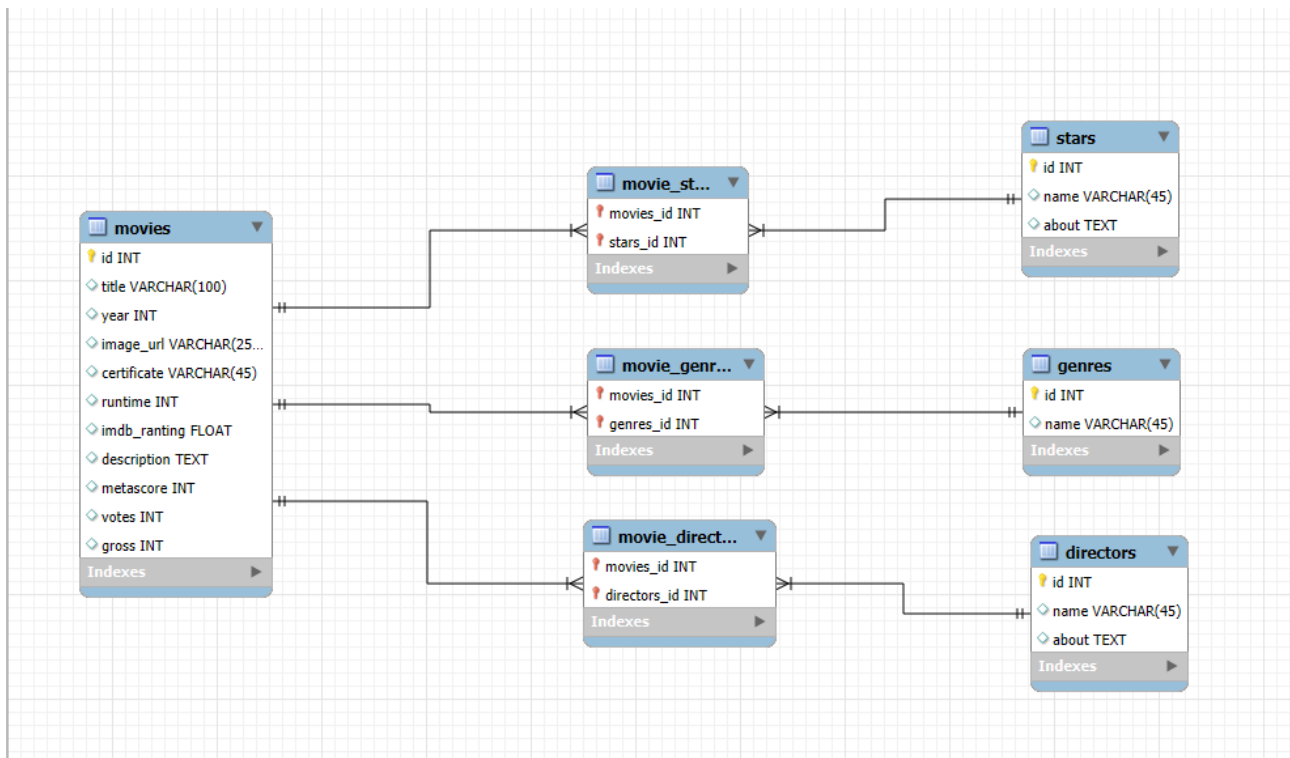 movies
id INT
title VARCHAR(100)
year INT
image_url VARCHAR(25...
certificate VARCHAR(45)
runtime INT
imdb_ranting FLOAT
description TEXT
metascore INT
votes INT
gross INT
Indexes
movie_st...
movies_id INT
stars_id INT
Indexes
movie_genr...
movies_id INT
genres_id INT
Indexes
movie_direct...
movies_id INT
directors_id INT
Indexes
stars
id INT
name VARCHAR(45)
about TEXT
Indexes
genres
id INT
name VARCHAR(45)
Indexes
directors
id INT
name VARCHAR(45)
about TEXT
Indexes